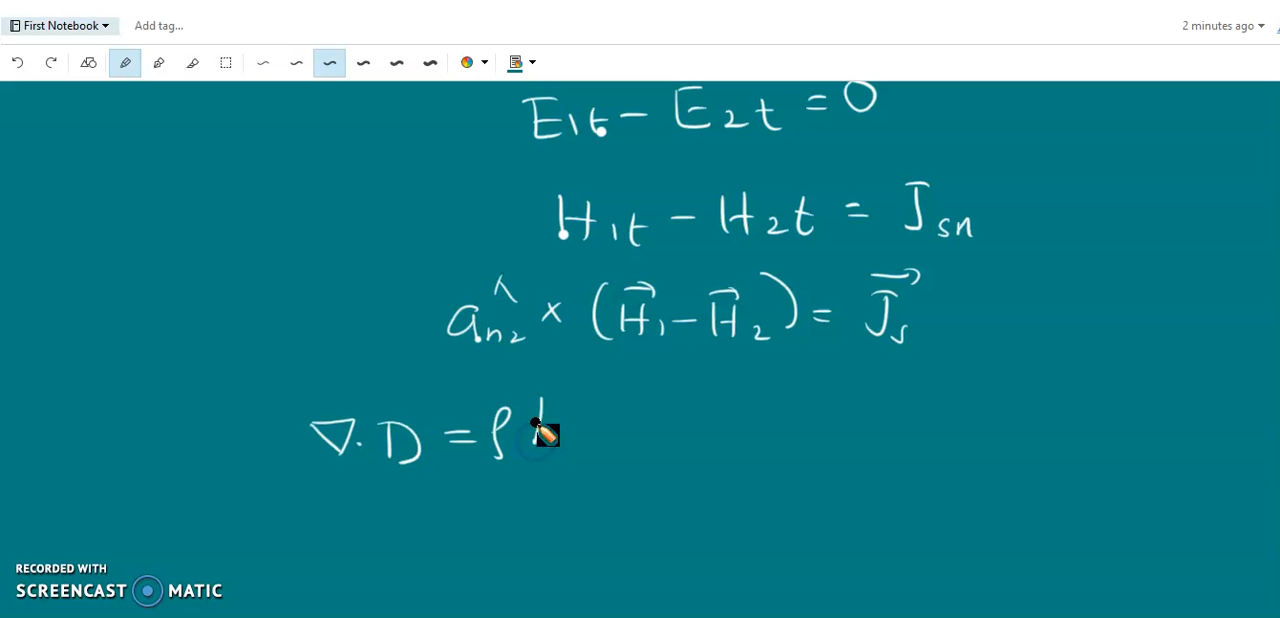 First Notebook Add tag... 2 minutes ago
E1t − E2t = 0
H1t − H2t = Jsn
â_n2 × (H⃗1 − H⃗2) = J⃗s
∇. D = ρ
RECORDED WITH
SCREENCAST MATIC